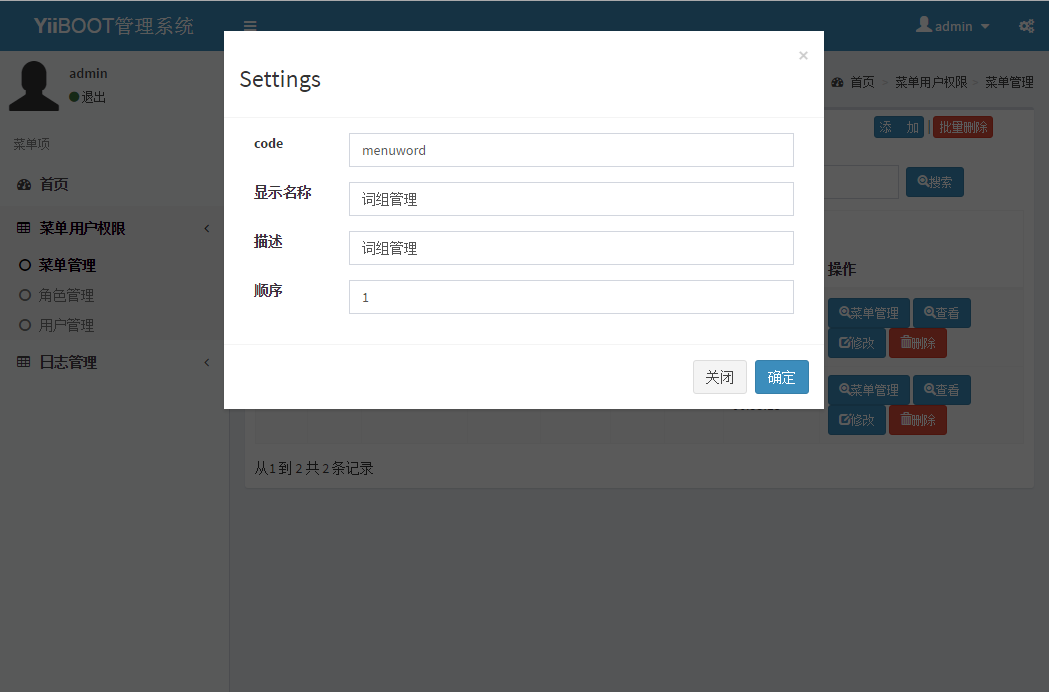 YiiBOOT管理系统
admin
admin
退出
首页 > 菜单用户权限 > 菜单管理
菜单项
首页
菜单用户权限
菜单管理
角色管理
用户管理
日志管理
×
Settings
code
menuword
显示名称
词组管理
描述
词组管理
顺序
1
关闭
确定
添 加 | 批量删除
搜索
操作
菜单管理 查看
修改 删除
菜单管理 查看
修改 删除
从1 到 2 共 2 条记录